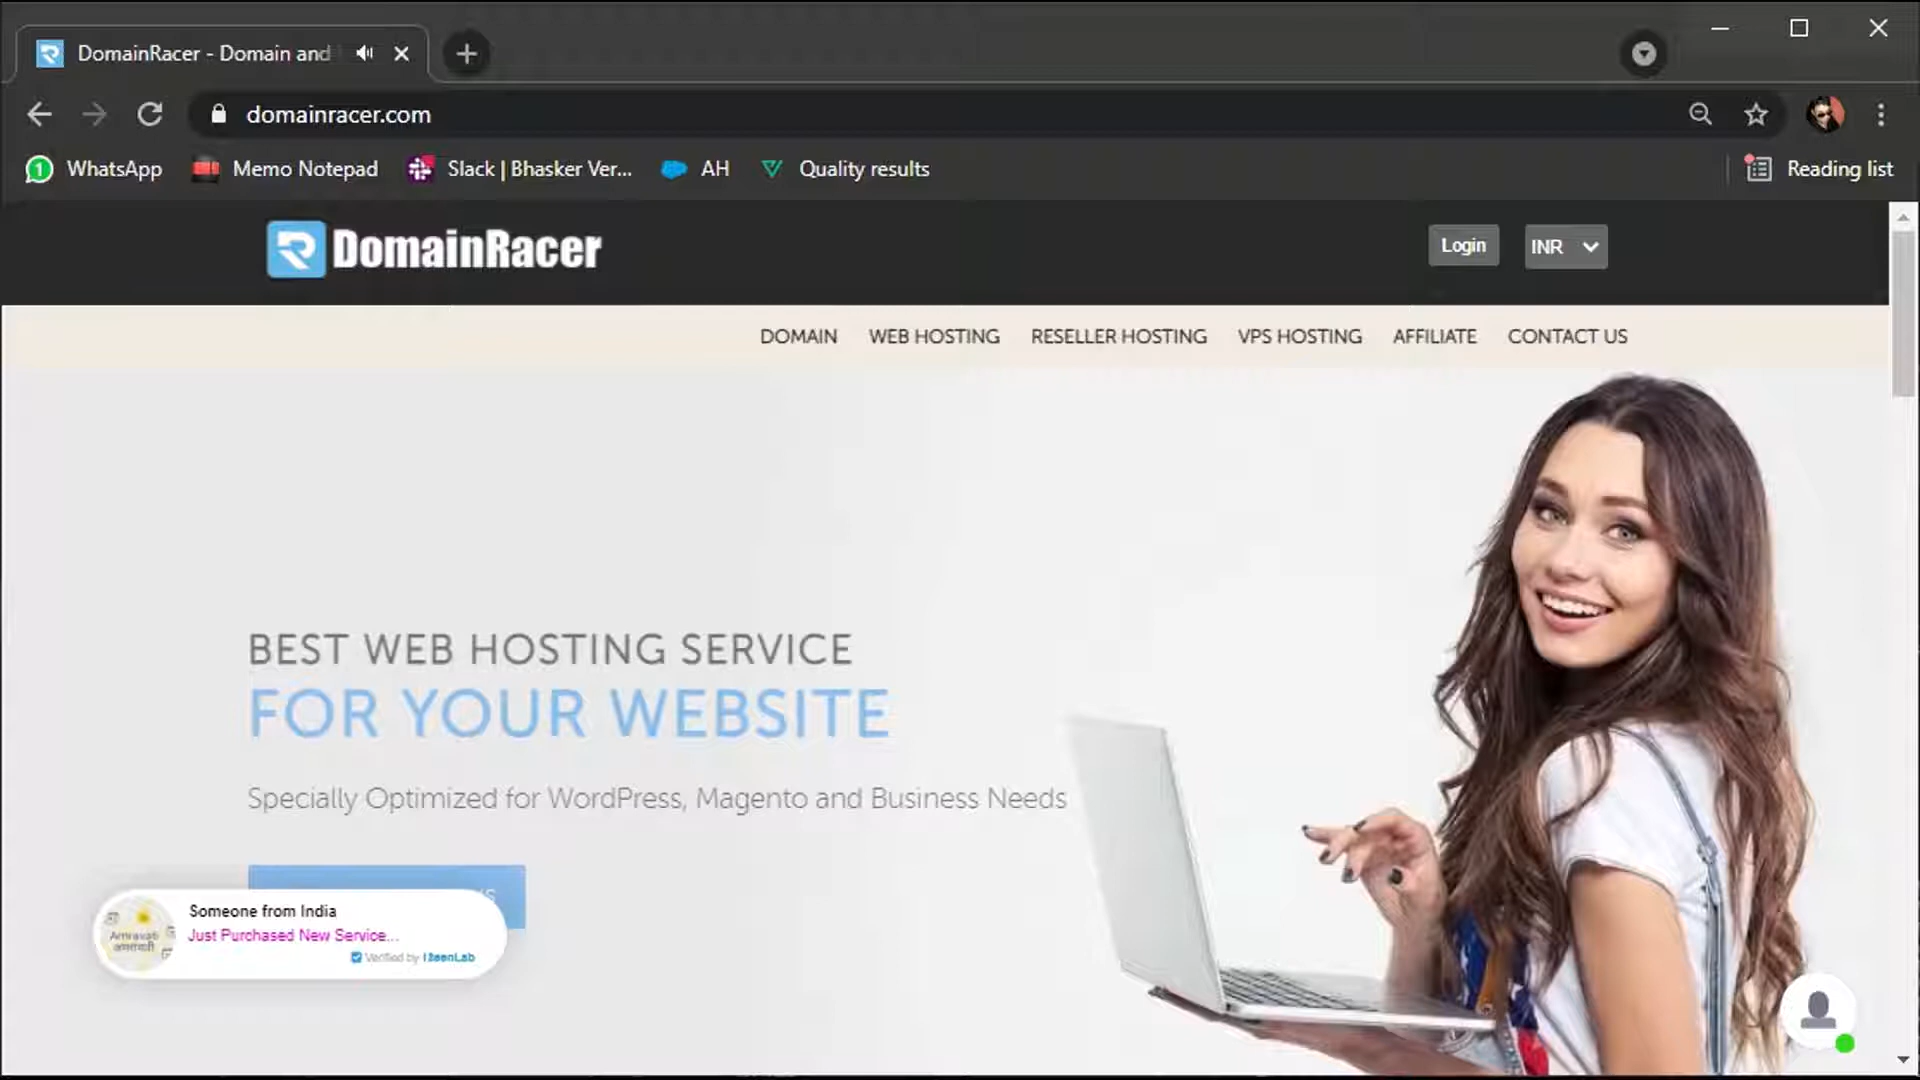 DomainRacer - Domain and
domainracer.com
1 WhatsApp Memo Notepad Slack | Bhasker Ver... AH Quality results Reading list
DomainRacer Login INR
DOMAIN WEB HOSTING RESELLER HOSTING VPS HOSTING AFFILIATE CONTACT US
BEST WEB HOSTING SERVICE
FOR YOUR WEBSITE
Specially Optimized for WordPress, Magento and Business Needs
Someone from India
Just Purchased New Service...
Verified by
Amravati